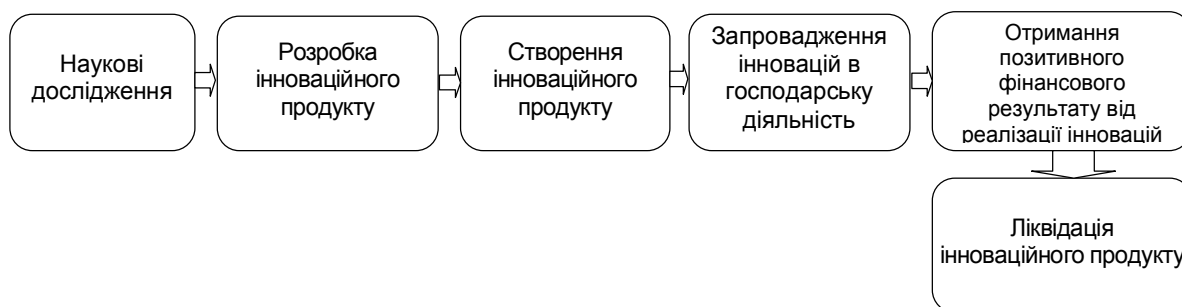 Наукові
дослідження
Розробка
інноваційного
продукту
Створення
інноваційного
продукту
Запровадження
інновацій в
господарську
діяльність
Отримання
позитивного
фінансового
результату від
реалізації інновацій
Ліквідація
інноваційного продукту